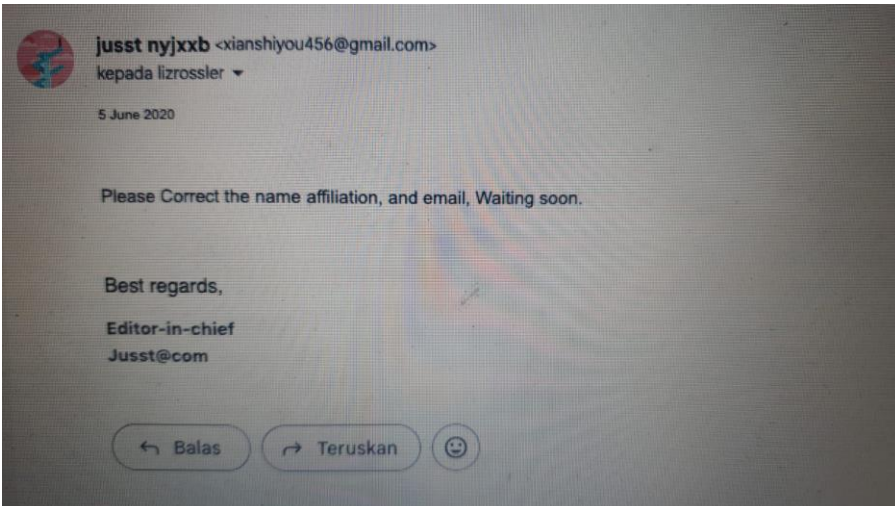 jusst nyjxxb <xianshiyou456@gmail.com>
kepada lizrossler
5 June 2020
Please Correct the name affiliation, and email, Waiting soon.
Best regards,
Editor-in-chief
Jusst@com
Balas
Teruskan